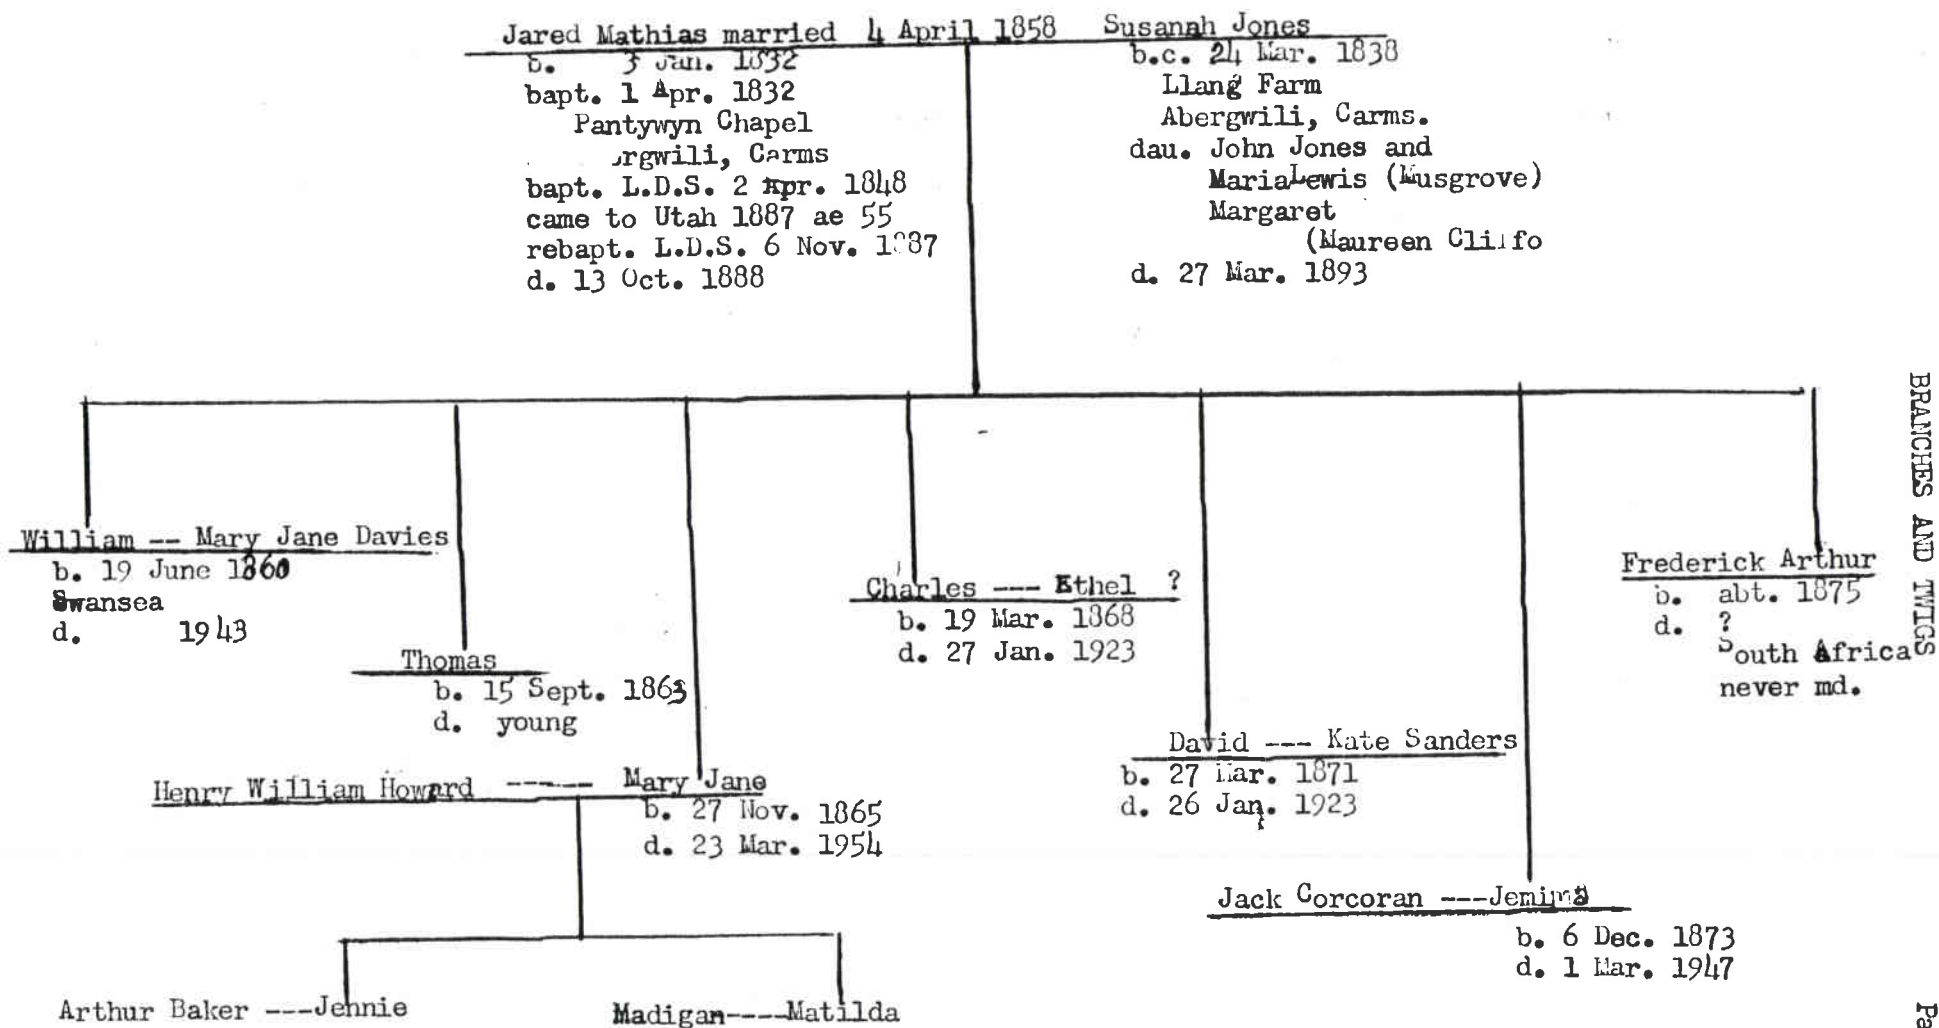 Jared Mathias married 4 April 1858 Susanah Jones
b. 3 Jan. 1832
bapt. 1 Apr. 1832
Pantywyn Chapel
rgwili, Carms
bapt. L.D.S. 2 Apr. 1848
came to Utah 1887 ae 55
rebapt. L.D.S. 6 Nov. 1887
d. 13 Oct. 1888
b.c. 24 Mar. 1838
Llang Farm
Abergwili, Carms.
dau. John Jones and
Maria Lewis (Musgrove)
Margaret
(Maureen Cliffo
d. 27 Mar. 1893
BRANCHES AND TWIGS
William -- Mary Jane Davies
b. 19 June 1860
Swansea
d. 1943
Thomas
b. 15 Sept. 1863
d. young
Henry William Howard ----- Mary Jane
b. 27 Nov. 1865
d. 23 Mar. 1954
Charles --- Ethel ?
b. 19 Mar. 1868
d. 27 Jan. 1923
David --- Kate Sanders
b. 27 Mar. 1871
d. 26 Jan. 1923
Jack Corcoran ---Jemima
b. 6 Dec. 1873
d. 1 Mar. 1947
Frederick Arthur
b. abt. 1875
d. ?
South Africa
never md.
Arthur Baker ---Jennie
Madigan----Matilda
Pa